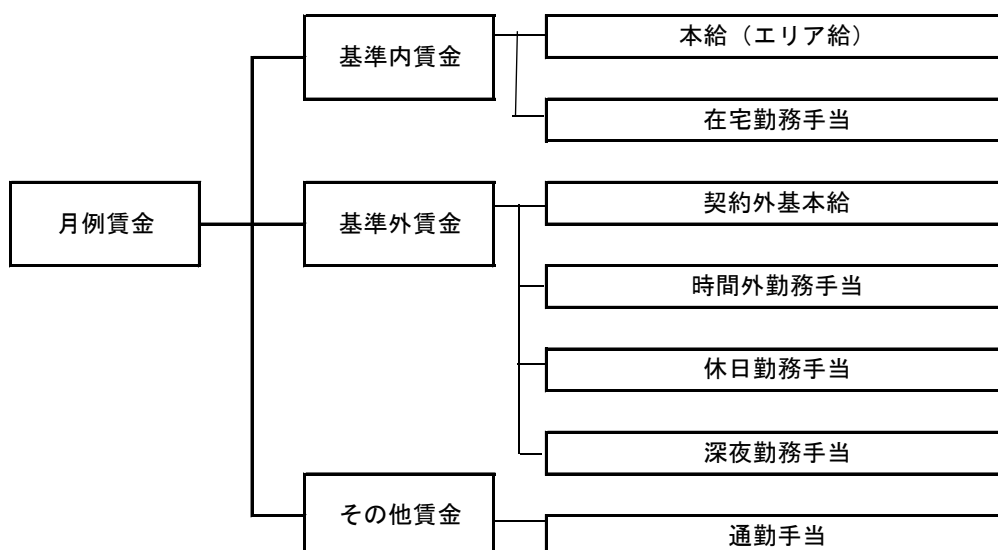 月例賃金
基準内賃金
本給（エリア給）
在宅勤務手当
基準外賃金
契約外基本給
時間外勤務手当
休日勤務手当
深夜勤務手当
その他賃金
通勤手当